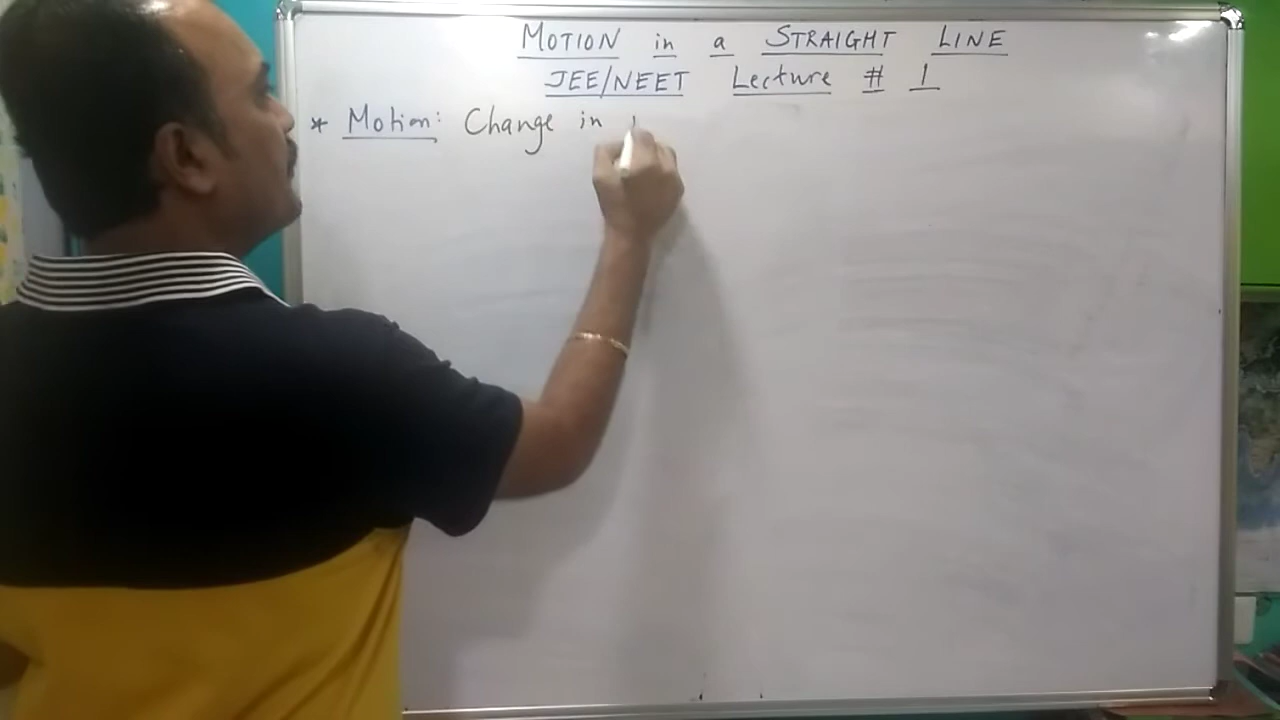 MOTION in a STRAIGHT LINE
JEE/NEET Lecture # 1
* Motion: Change in